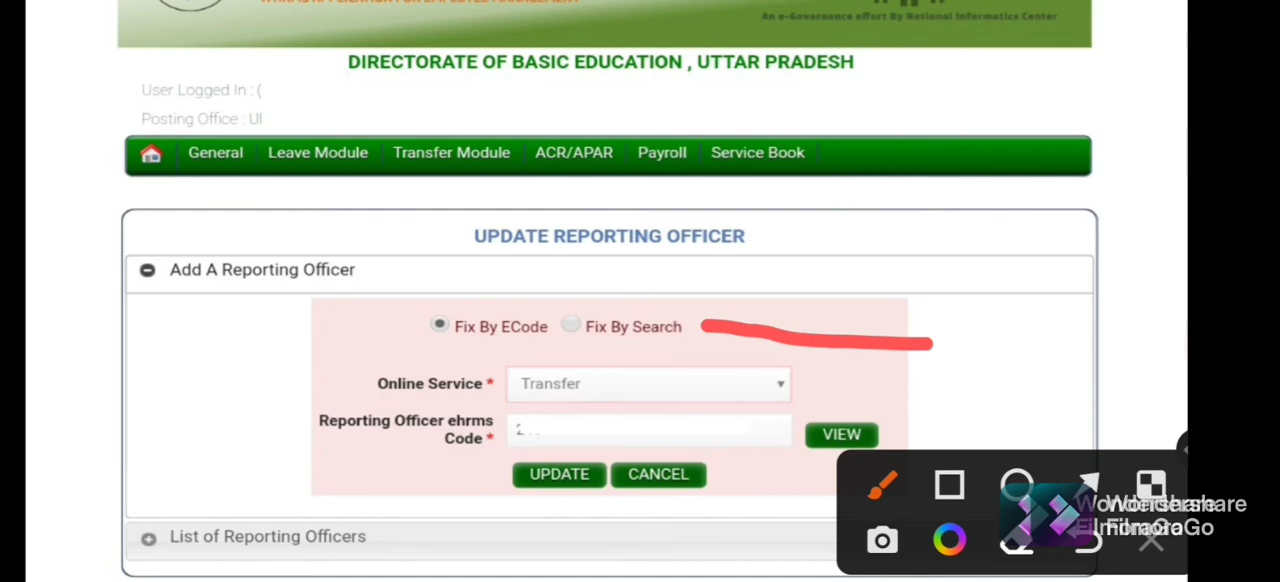 An e-Governance effort By National Informatics Center
DIRECTORATE OF BASIC EDUCATION , UTTAR PRADESH
User Logged In : (
Posting Office : UI
General Leave Module Transfer Module ACR/APAR Payroll Service Book
UPDATE REPORTING OFFICER
Add A Reporting Officer
Fix By ECode Fix By Search
Online Service * Transfer
Reporting Officer ehrms
Code *
VIEW
UPDATE CANCEL
List of Reporting Officers
Wondershare
FilmoraGo